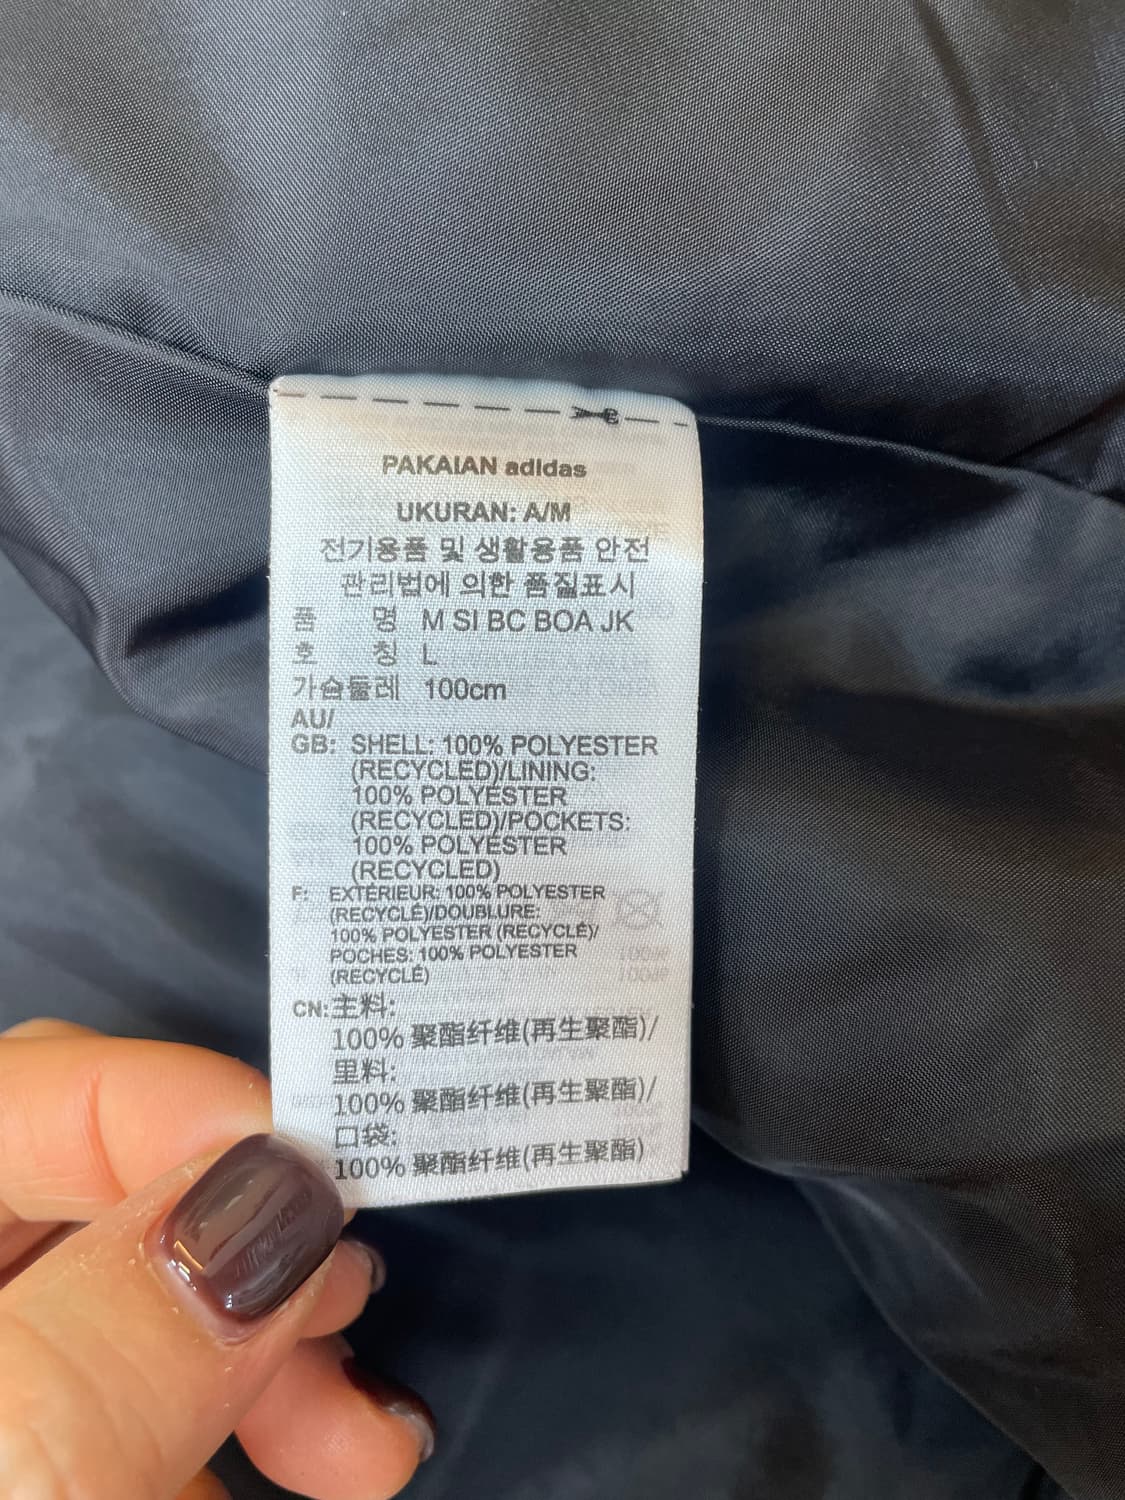 PAKAIAN adidas
UKURAN: A/M
전기용품 및 생활용품 안전
관리법에 의한 품질표시
품 명 M SI BC BOA JK
호 칭 L
가슴둘레 100cm
AU/
GB: SHELL: 100% POLYESTER
(RECYCLED)/LINING:
100% POLYESTER
(RECYCLED)/POCKETS:
100% POLYESTER
(RECYCLED)
F: EXTÉRIEUR: 100% POLYESTER
(RECYCLÉ)/DOUBLURE:
100% POLYESTER (RECYCLÉ)/
POCHES: 100% POLYESTER
(RECYCLÉ)
CN: 主料:
100% 聚酯纤维(再生聚酯)/
里料:
100% 聚酯纤维(再生聚酯)/
口袋:
100% 聚酯纤维(再生聚酯)